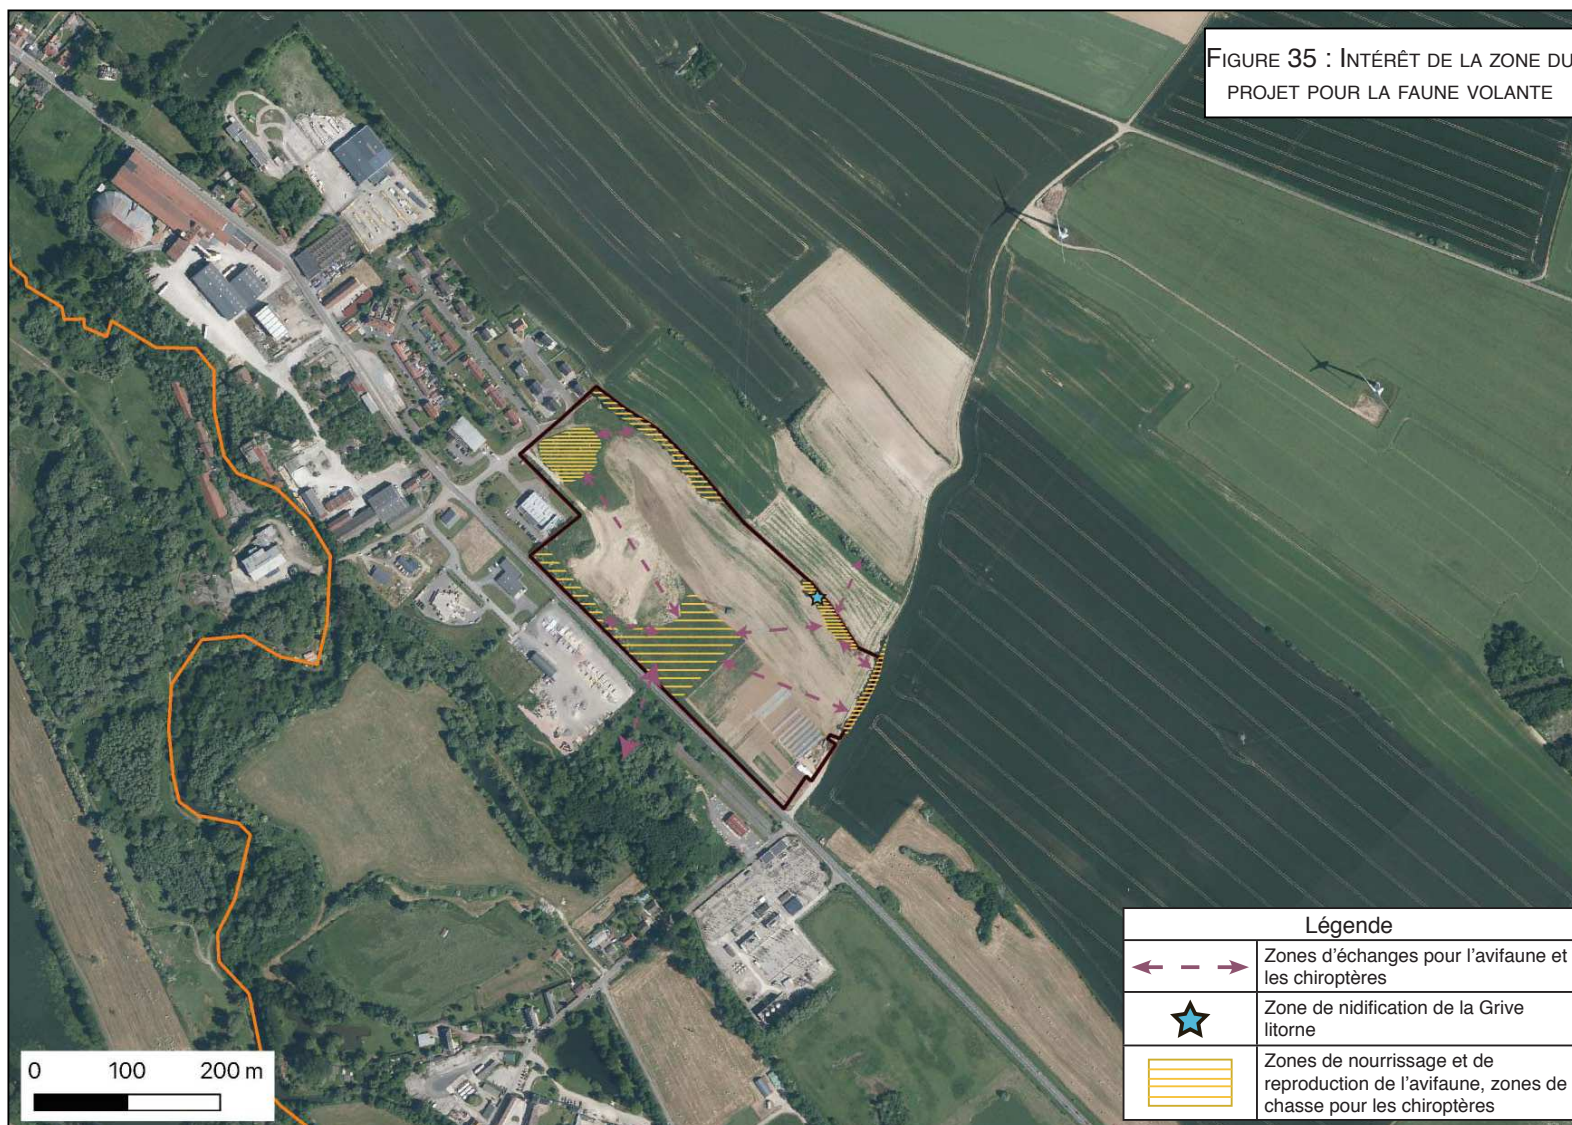 FIGURE 35 : INTÉRÊT DE LA ZONE DU
PROJET POUR LA FAUNE VOLANTE
Légende
Zones d'échanges pour l'avifaune et
les chiroptères
Zone de nidification de la Grive
litorne
Zones de nourrissage et de
reproduction de l'avifaune, zones de
chasse pour les chiroptères
0 100 200 m